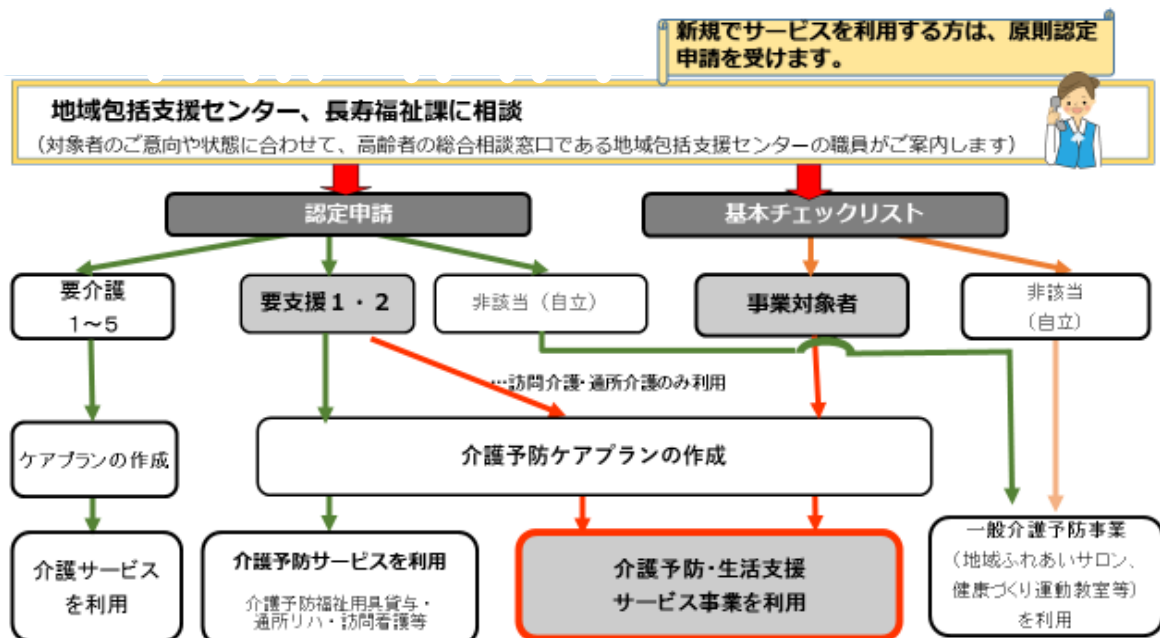 新規でサービスを利用する方は、原則認定
申請を受けます。
地域包括支援センター、長寿福祉課に相談
（対象者のご意向や状態に合わせて、高齢者の総合相談窓口である地域包括支援センターの職員がご案内します）
認定申請
基本チェックリスト
要介護
1～5
要支援１・２
非該当（自立）
事業対象者
非該当
（自立）
…訪問介護・通所介護のみ利用
ケアプランの作成
介護予防ケアプランの作成
介護サービス
を利用
介護予防サービスを利用
介護予防福祉用具貸与・
通所リハ・訪問看護等
介護予防・生活支援
サービス事業を利用
一般介護予防事業
（地域ふれあいサロン、
健康づくり運動教室等）
を利用